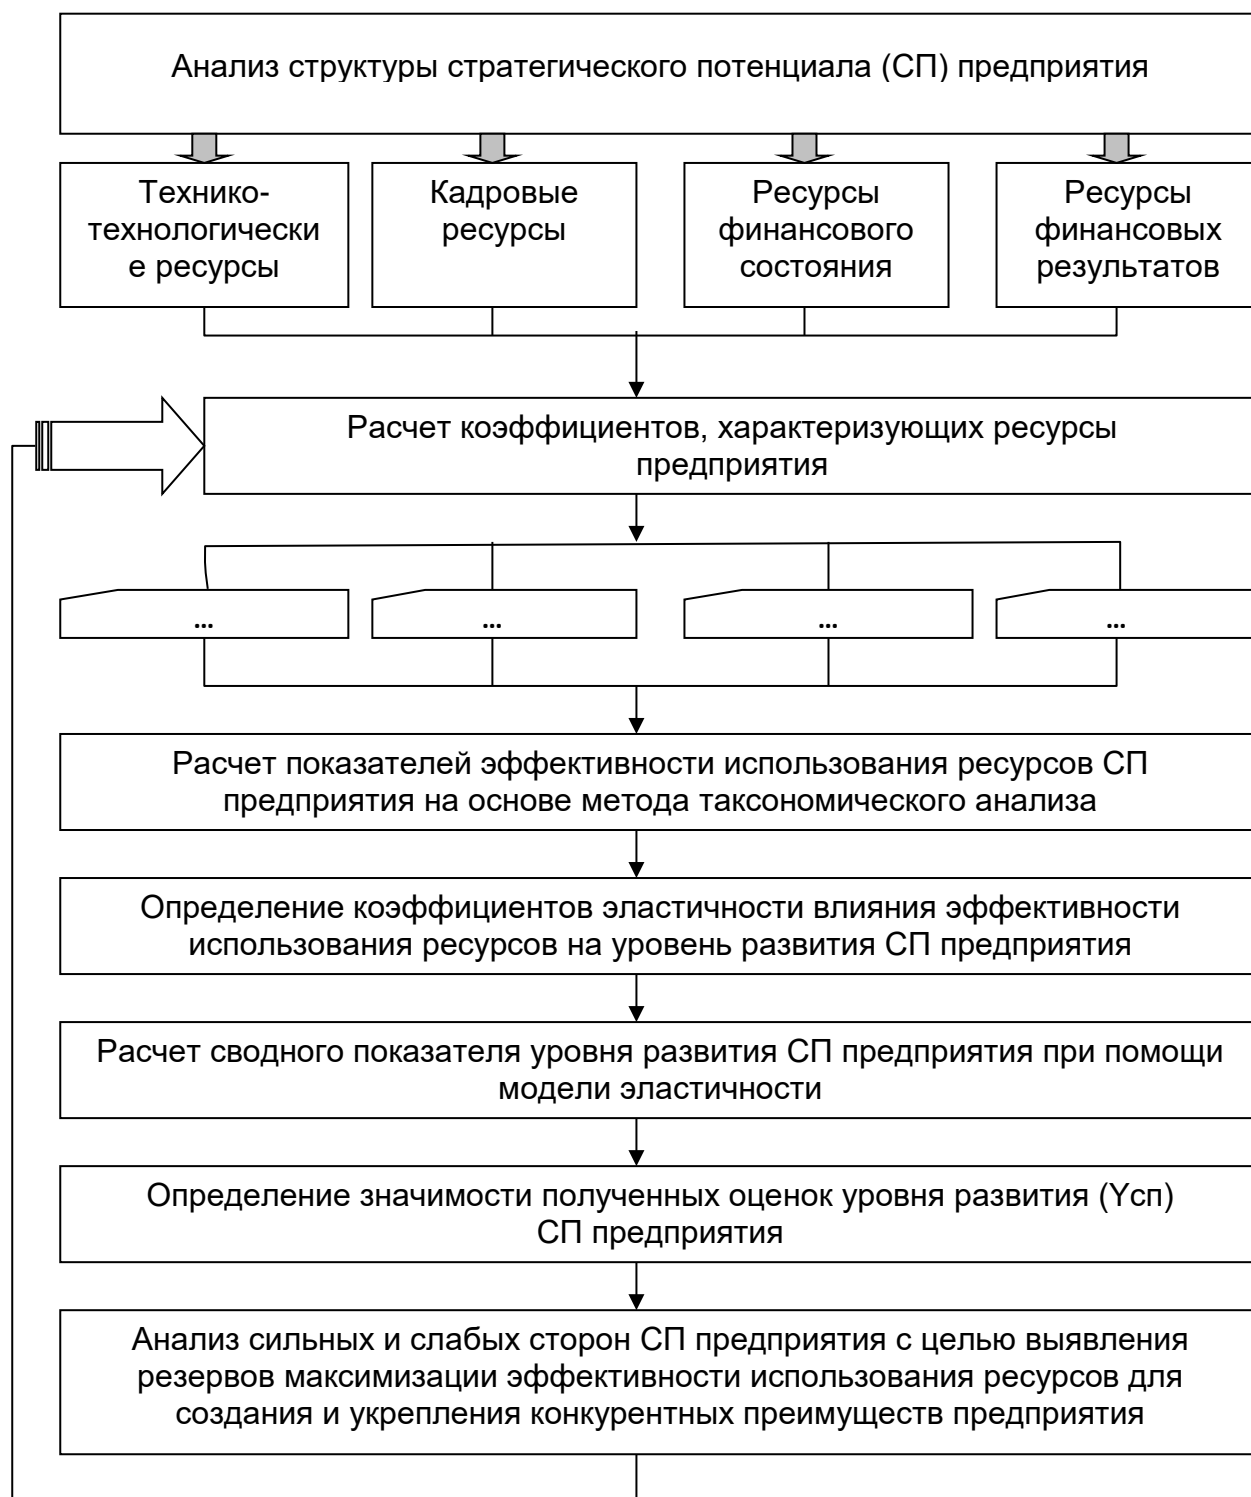 Анализ структуры стратегического потенциала (СП) предприятия
Технико-
технологически
е ресурсы
Кадровые
ресурсы
Ресурсы
финансового
состояния
Ресурсы
финансовых
результатов
Расчет коэффициентов, характеризующих ресурсы
предприятия
...
...
...
...
Расчет показателей эффективности использования ресурсов СП
предприятия на основе метода таксономического анализа
Определение коэффициентов эластичности влияния эффективности
использования ресурсов на уровень развития СП предприятия
Расчет сводного показателя уровня развития СП предприятия при помощи
модели эластичности
Определение значимости полученных оценок уровня развития (Yсп)
СП предприятия
Анализ сильных и слабых сторон СП предприятия с целью выявления
резервов максимизации эффективности использования ресурсов для
создания и укрепления конкурентных преимуществ предприятия